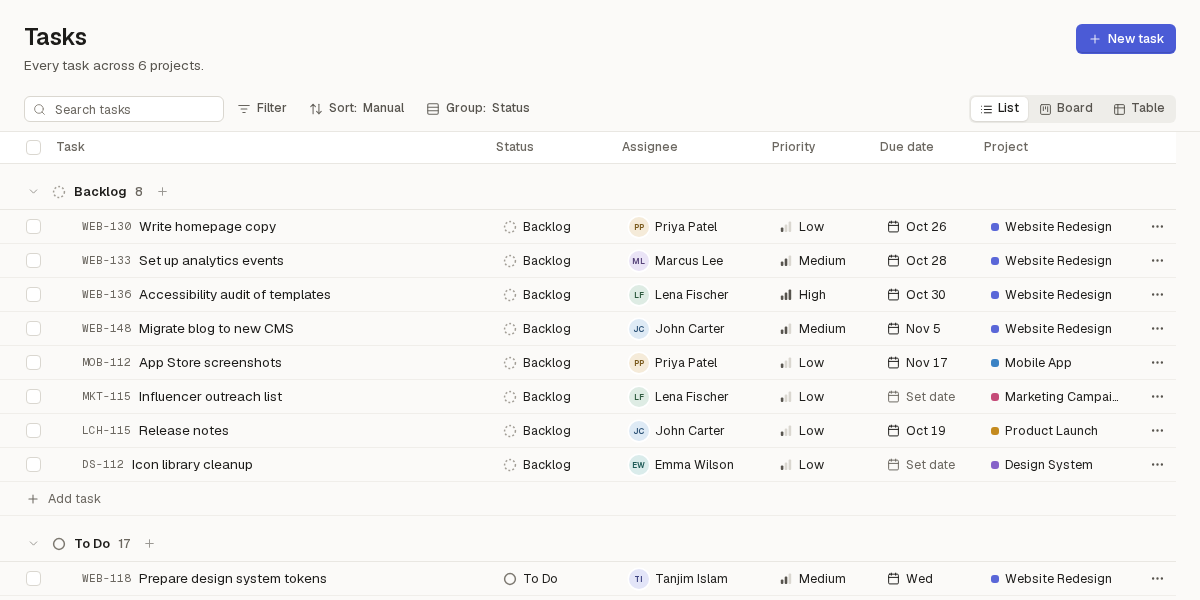 Tasks
New task
Every task across 6 projects.
Search tasks
Filter
Sort: Manual
Group: Status
List
Board
Table
Task Status Assignee Priority Due date Project
Backlog 8
WEB-130 Write homepage copy Backlog PP Priya Patel Low Oct 26 Website Redesign
WEB-133 Set up analytics events Backlog ML Marcus Lee Medium Oct 28 Website Redesign
WEB-136 Accessibility audit of templates Backlog LF Lena Fischer High Oct 30 Website Redesign
WEB-148 Migrate blog to new CMS Backlog JC John Carter Medium Nov 5 Website Redesign
MOB-112 App Store screenshots Backlog PP Priya Patel Low Nov 17 Mobile App
MKT-115 Influencer outreach list Backlog LF Lena Fischer Low Set date Marketing Campai…
LCH-115 Release notes Backlog JC John Carter Low Oct 19 Product Launch
DS-112 Icon library cleanup Backlog EW Emma Wilson Low Set date Design System
Add task
To Do 17
WEB-118 Prepare design system tokens To Do TI Tanjim Islam Medium Wed Website Redesign